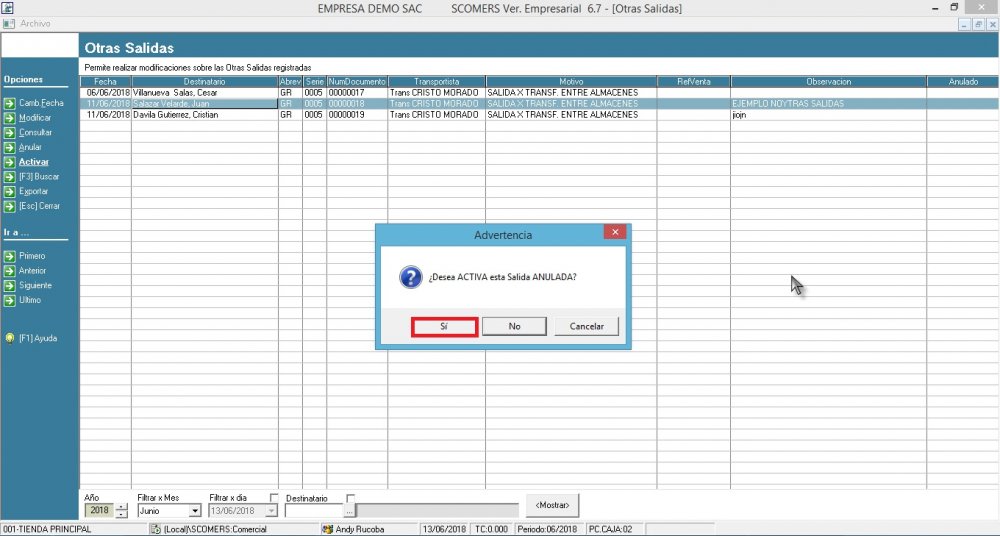 EMPRESA DEMO SAC SCOMERS Ver. Empresarial 6.7 - [Otras Salidas]
Archivo
Otras Salidas
Permite realizar modificaciones sobre las Otras Salidas registradas
Opciones
Camb.Fecha
Modificar
Consultar
Anular
Activar
[F3] Buscar
Exportar
[Esc] Cerrar
Ir a ...
Primero
Anterior
Siguiente
Ultimo
[F1] Ayuda
Fecha Destinatario Abrev Serie NumDocumento Transportista Motivo RefVenta Observacion Anulado
06/06/2018 Villanueva Salas, Cesar GR 0005 00000017 Trans CRISTO MORADO SALIDA X TRANSF. ENTRE ALMACENES
11/06/2018 Salazar Velarde, Juan GR 0005 00000018 Trans CRISTO MORADO SALIDA X TRANSF. ENTRE ALMACENES EJEMPLO NOYTRAS SALIDAS
11/06/2018 Davila Gutierrez, Cristian GR 0005 00000019 Trans CRISTO MORADO SALIDA X TRANSF. ENTRE ALMACENES jiojn
Advertencia
¿Desea ACTIVA esta Salida ANULADA?
Sí No Cancelar
Año Filtrar x Mes Filtrar x dia Destinatario
2018 Junio 13/06/2018 ... <Mostrar>
001-TIENDA PRINCIPAL (Local)\SCOMERS:Comercial Andy Rucoba 13/06/2018 TC:0.000 Periodo:06/2018 PC.CAJA:02